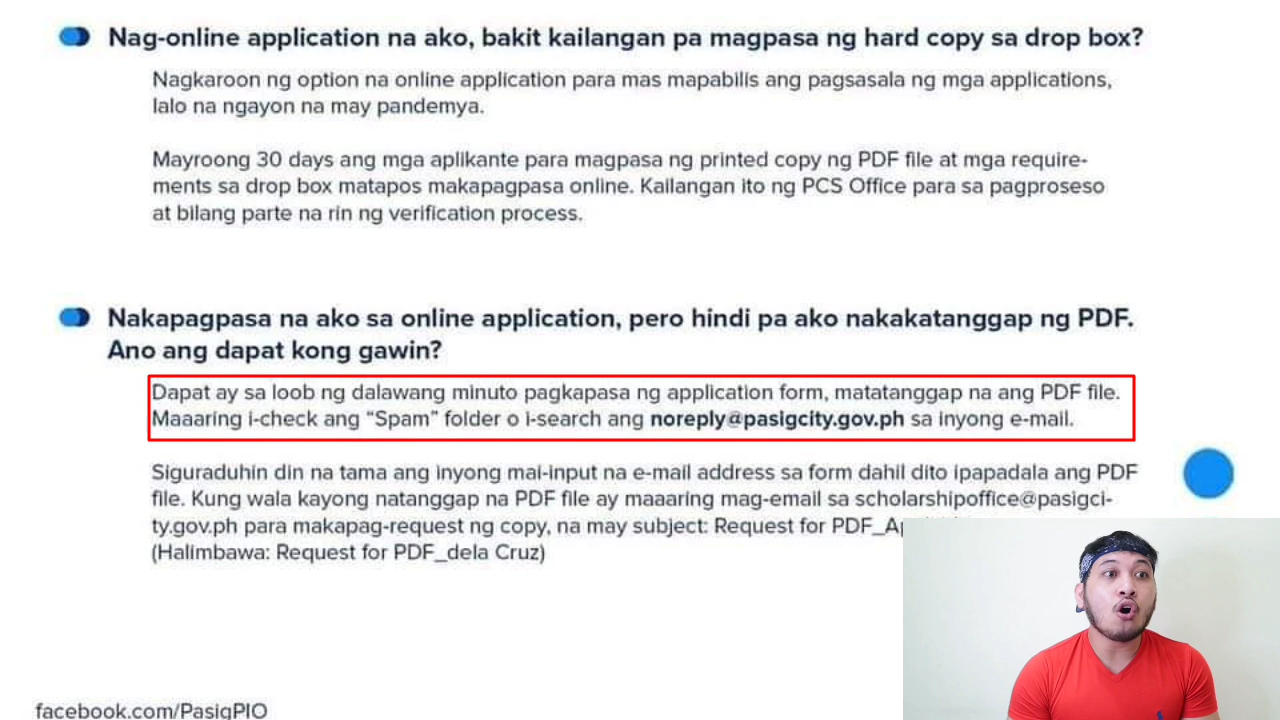 Nag-online application na ako, bakit kailangan pa magpasa ng hard copy sa drop box?
Nagkaroon ng option na online application para mas mapabilis ang pagsasala ng mga applications,
lalo na ngayon na may pandemya.
Mayroong 30 days ang mga aplikante para magpasa ng printed copy ng PDF file at mga require-
ments sa drop box matapos makapagpasa online. Kailangan ito ng PCS Office para sa pagproseso
at bilang parte na rin ng verification process.
Nakapagpasa na ako sa online application, pero hindi pa ako nakakatanggap ng PDF.
Ano ang dapat kong gawin?
Dapat ay sa loob ng dalawang minuto pagkapasa ng application form, matatanggap na ang PDF file.
Maaaring i-check ang “Spam” folder o i-search ang noreply@pasigcity.gov.ph sa inyong e-mail.
Siguraduhin din na tama ang inyong mai-input na e-mail address sa form dahil dito ipapadala ang PDF
file. Kung wala kayong natanggap na PDF file ay maaaring mag-email sa scholarshipoffice@pasigci-
ty.gov.ph para makapag-request ng copy, na may subject: Request for
(Halimbawa: Request for PDF_dela Cruz)
facebook.com/PasigPIO